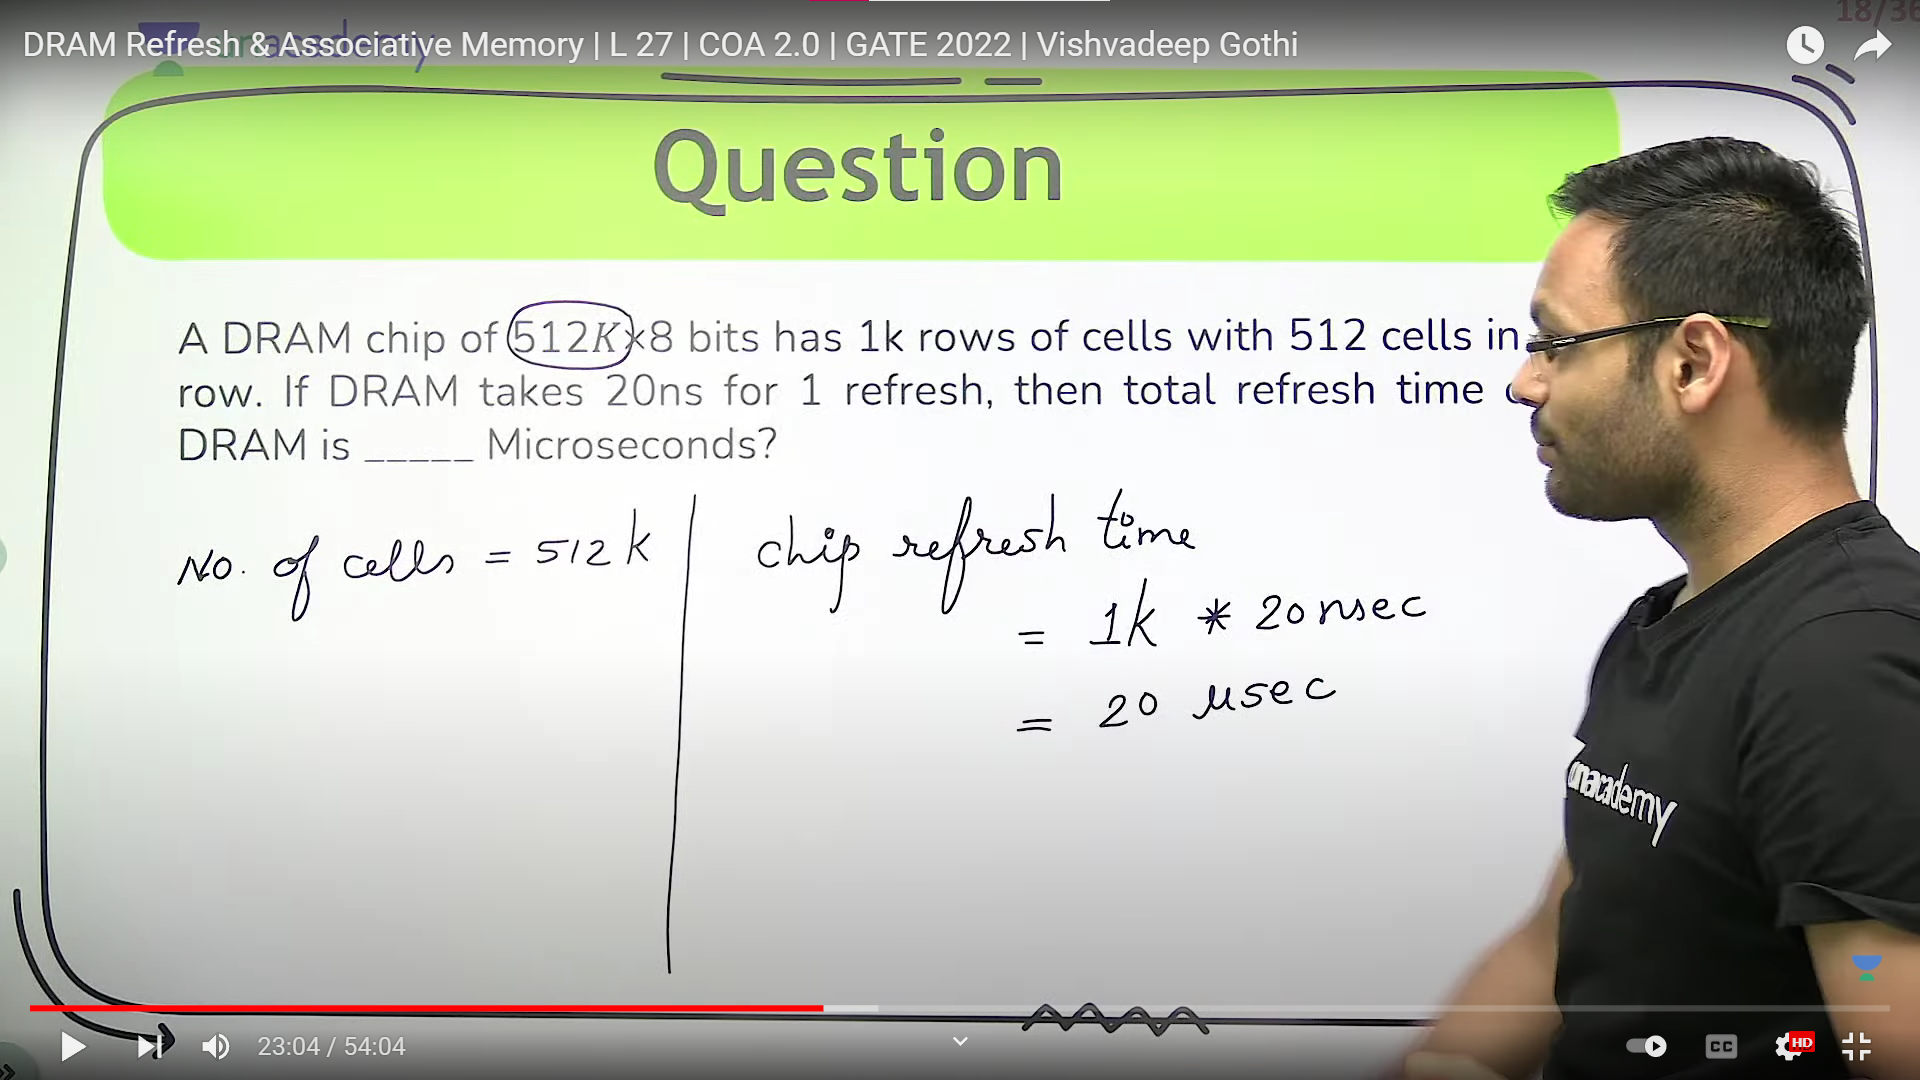 18/36
DRAM Refresh & Associative Memory | L 27 | COA 2.0 | GATE 2022 | Vishvadeep Gothi
unacademy
Question
A DRAM chip of 512K×8 bits has 1k rows of cells with 512 cells in
row. If DRAM takes 20ns for 1 refresh, then total refresh time
DRAM is _____ Microseconds?
No. of cells = 512k
chip refresh time
= 1k * 20nsec
= 20 μsec
unacademy
23:04 / 54:04
CC
HD